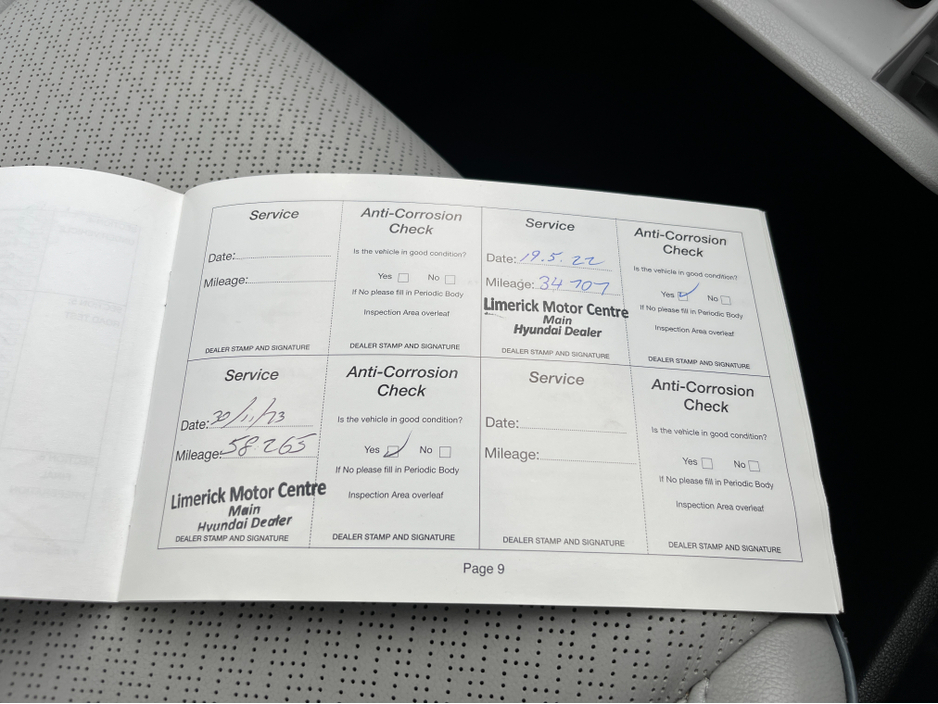 Service
Date:
Mileage:
DEALER STAMP AND SIGNATURE
Anti-Corrosion
Check
Is the vehicle in good condition?
Yes No
If No please fill in Periodic Body
Inspection Area overleaf
DEALER STAMP AND SIGNATURE
Service
Date: 19.5.22
Mileage: 34 707
Limerick Motor Centre
Main
Hyundai Dealer
DEALER STAMP AND SIGNATURE
Anti-Corrosion
Check
Is the vehicle in good condition?
Yes No
If No please fill in Periodic Body
Inspection Area overleaf
DEALER STAMP AND SIGNATURE
Service
Date: 30/11/23
Mileage: 58.265
Limerick Motor Centre
Main
Hyundai Dealer
DEALER STAMP AND SIGNATURE
Anti-Corrosion
Check
Is the vehicle in good condition?
Yes No
If No please fill in Periodic Body
Inspection Area overleaf
DEALER STAMP AND SIGNATURE
Service
Date:
Mileage:
DEALER STAMP AND SIGNATURE
Anti-Corrosion
Check
Is the vehicle in good condition?
Yes No
If No please fill in Periodic Body
Inspection Area overleaf
DEALER STAMP AND SIGNATURE
Page 9